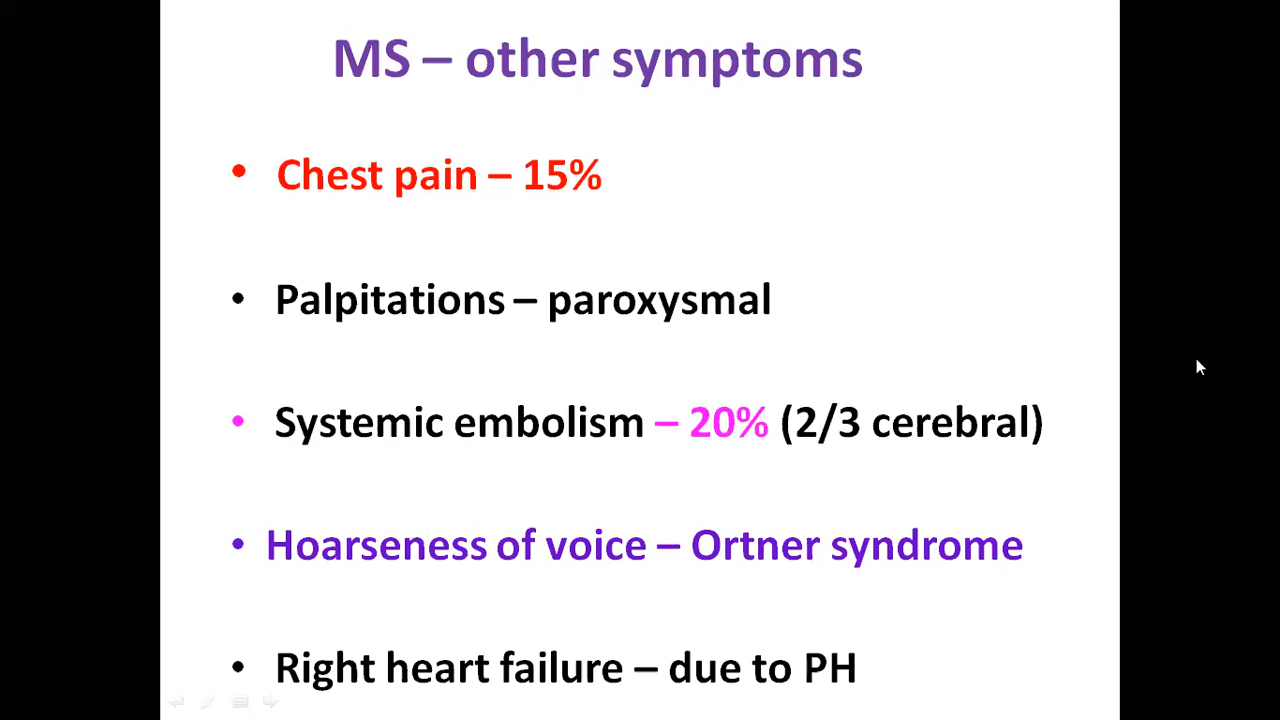 MS – other symptoms
• Chest pain – 15%
• Palpitations – paroxysmal
• Systemic embolism – 20% (2/3 cerebral)
• Hoarseness of voice – Ortner syndrome
• Right heart failure – due to PH